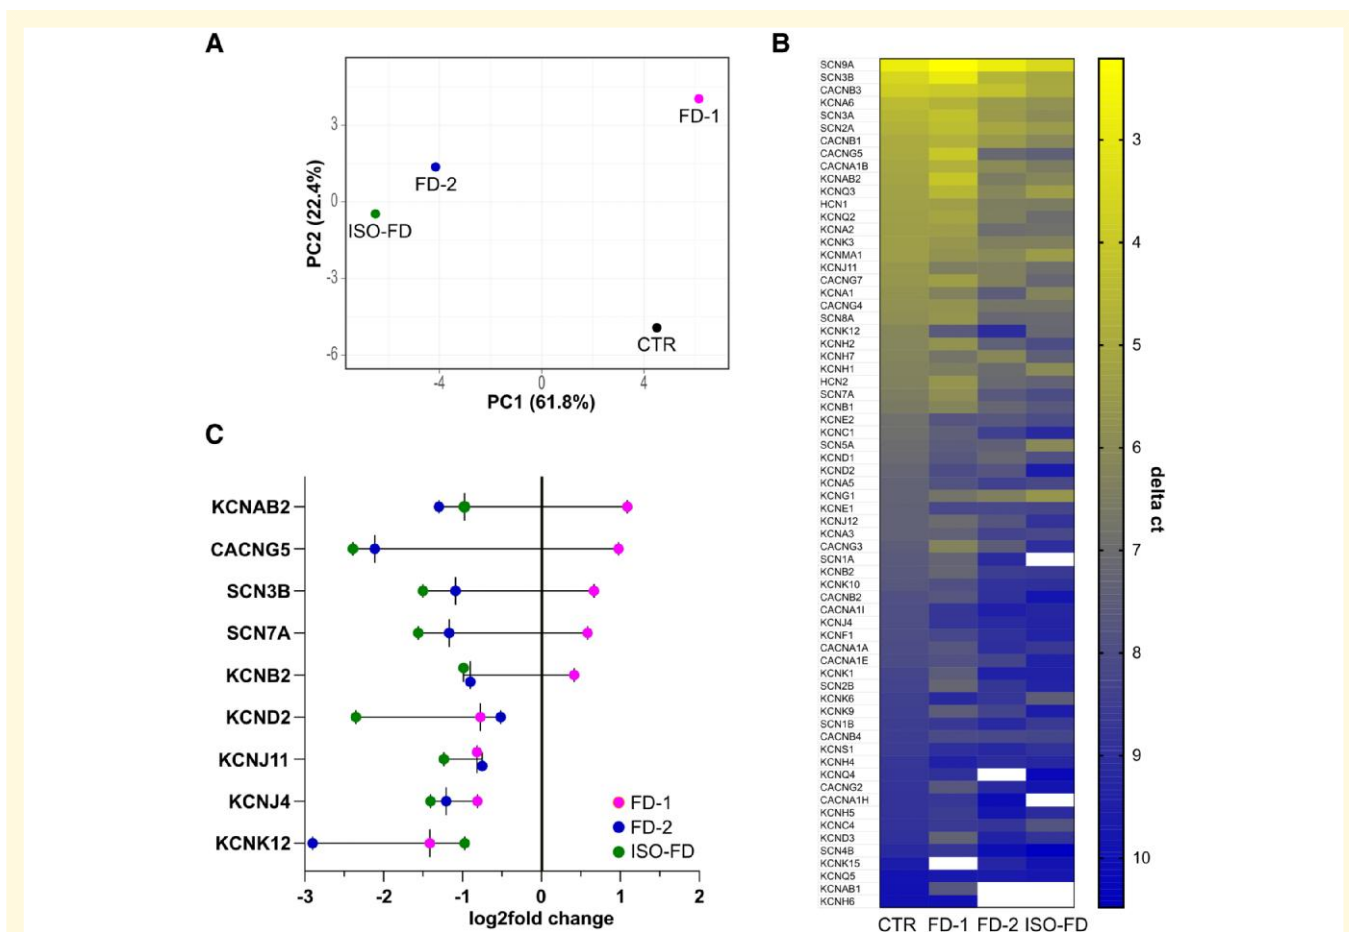 A
3
0
-3
-6
PC2 (22.4%)
FD-1
FD-2
ISO-FD
CTR
-4
0
4
PC1 (61.8%)
B
SCN9A
SCN3B
CACNB3
KCNA6
SCN3A
SCN2A
CACNB1
CACNG5
CACNA1B
KCNAB2
KCNQ3
HCN1
KCNQ2
KCNA2
KCNK3
KCNMA1
KCNJ11
CACNG7
KCNA1
CACNG4
SCN8A
KCNK12
KCNH2
KCNH7
KCNH1
HCN2
SCN7A
KCNB1
KCNE2
KCNC1
SCN5A
KCND1
KCND2
KCNA5
KCNG1
KCNE1
KCNJ12
KCNA3
CACNG3
SCN1A
KCNB2
KCNK10
CACNB2
CACNA1I
KCNJ4
KCNF1
CACNA1A
CACNA1E
KCNK1
SCN2B
KCNK6
KCNK9
SCN1B
CACNB4
KCNS1
KCNH4
KCNQ4
CACNG2
CACNA1H
KCNH5
KCNC4
KCND3
SCN4B
KCNK15
KCNQ5
KCNAB1
KCNH6
CTR FD-1 FD-2 ISO-FD
3
4
5
6
7
8
9
10
delta ct
C
KCNAB2
CACNG5
SCN3B
SCN7A
KCNB2
KCND2
KCNJ11
KCNJ4
KCNK12
FD-1
FD-2
ISO-FD
-3 -2 -1 0 1 2
log2fold change